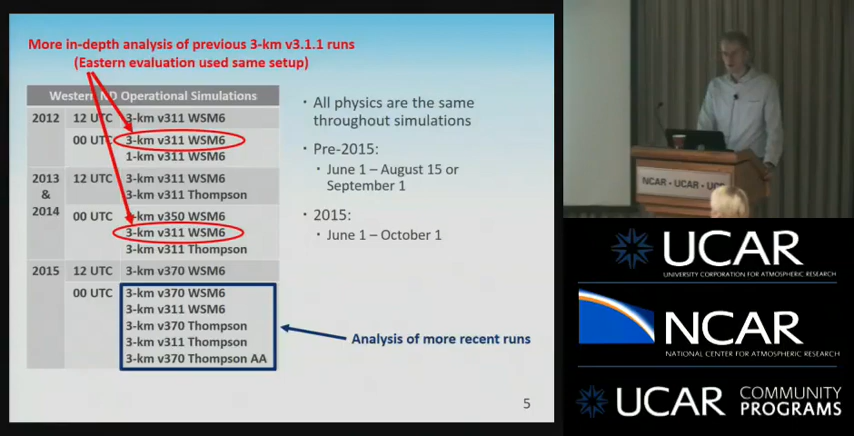 More in-depth analysis of previous 3-km v3.1.1 runs
(Eastern evaluation used same setup)
Western ND Operational Simulations
2012 12 UTC 3-km v311 WSM6
00 UTC 3-km v311 WSM6
1-km v311 WSM6
2013 12 UTC 3-km v311 WSM6
& 3-km v311 Thompson
2014 00 UTC 3-km v350 WSM6
3-km v311 WSM6
3-km v311 Thompson
2015 12 UTC 3-km v370 WSM6
00 UTC 3-km v370 WSM6
3-km v311 WSM6
3-km v370 Thompson
3-km v311 Thompson
3-km v370 Thompson AA
• All physics are the same
throughout simulations
• Pre-2015:
• June 1 – August 15 or
September 1
• 2015:
• June 1 – October 1
Analysis of more recent runs
5
NCAR - UCAR - UCP
UCAR
UNIVERSITY CORPORATION FOR ATMOSPHERIC RESEARCH
NCAR
NATIONAL CENTER FOR ATMOSPHERIC RESEARCH
UCAR COMMUNITY
PROGRAMS